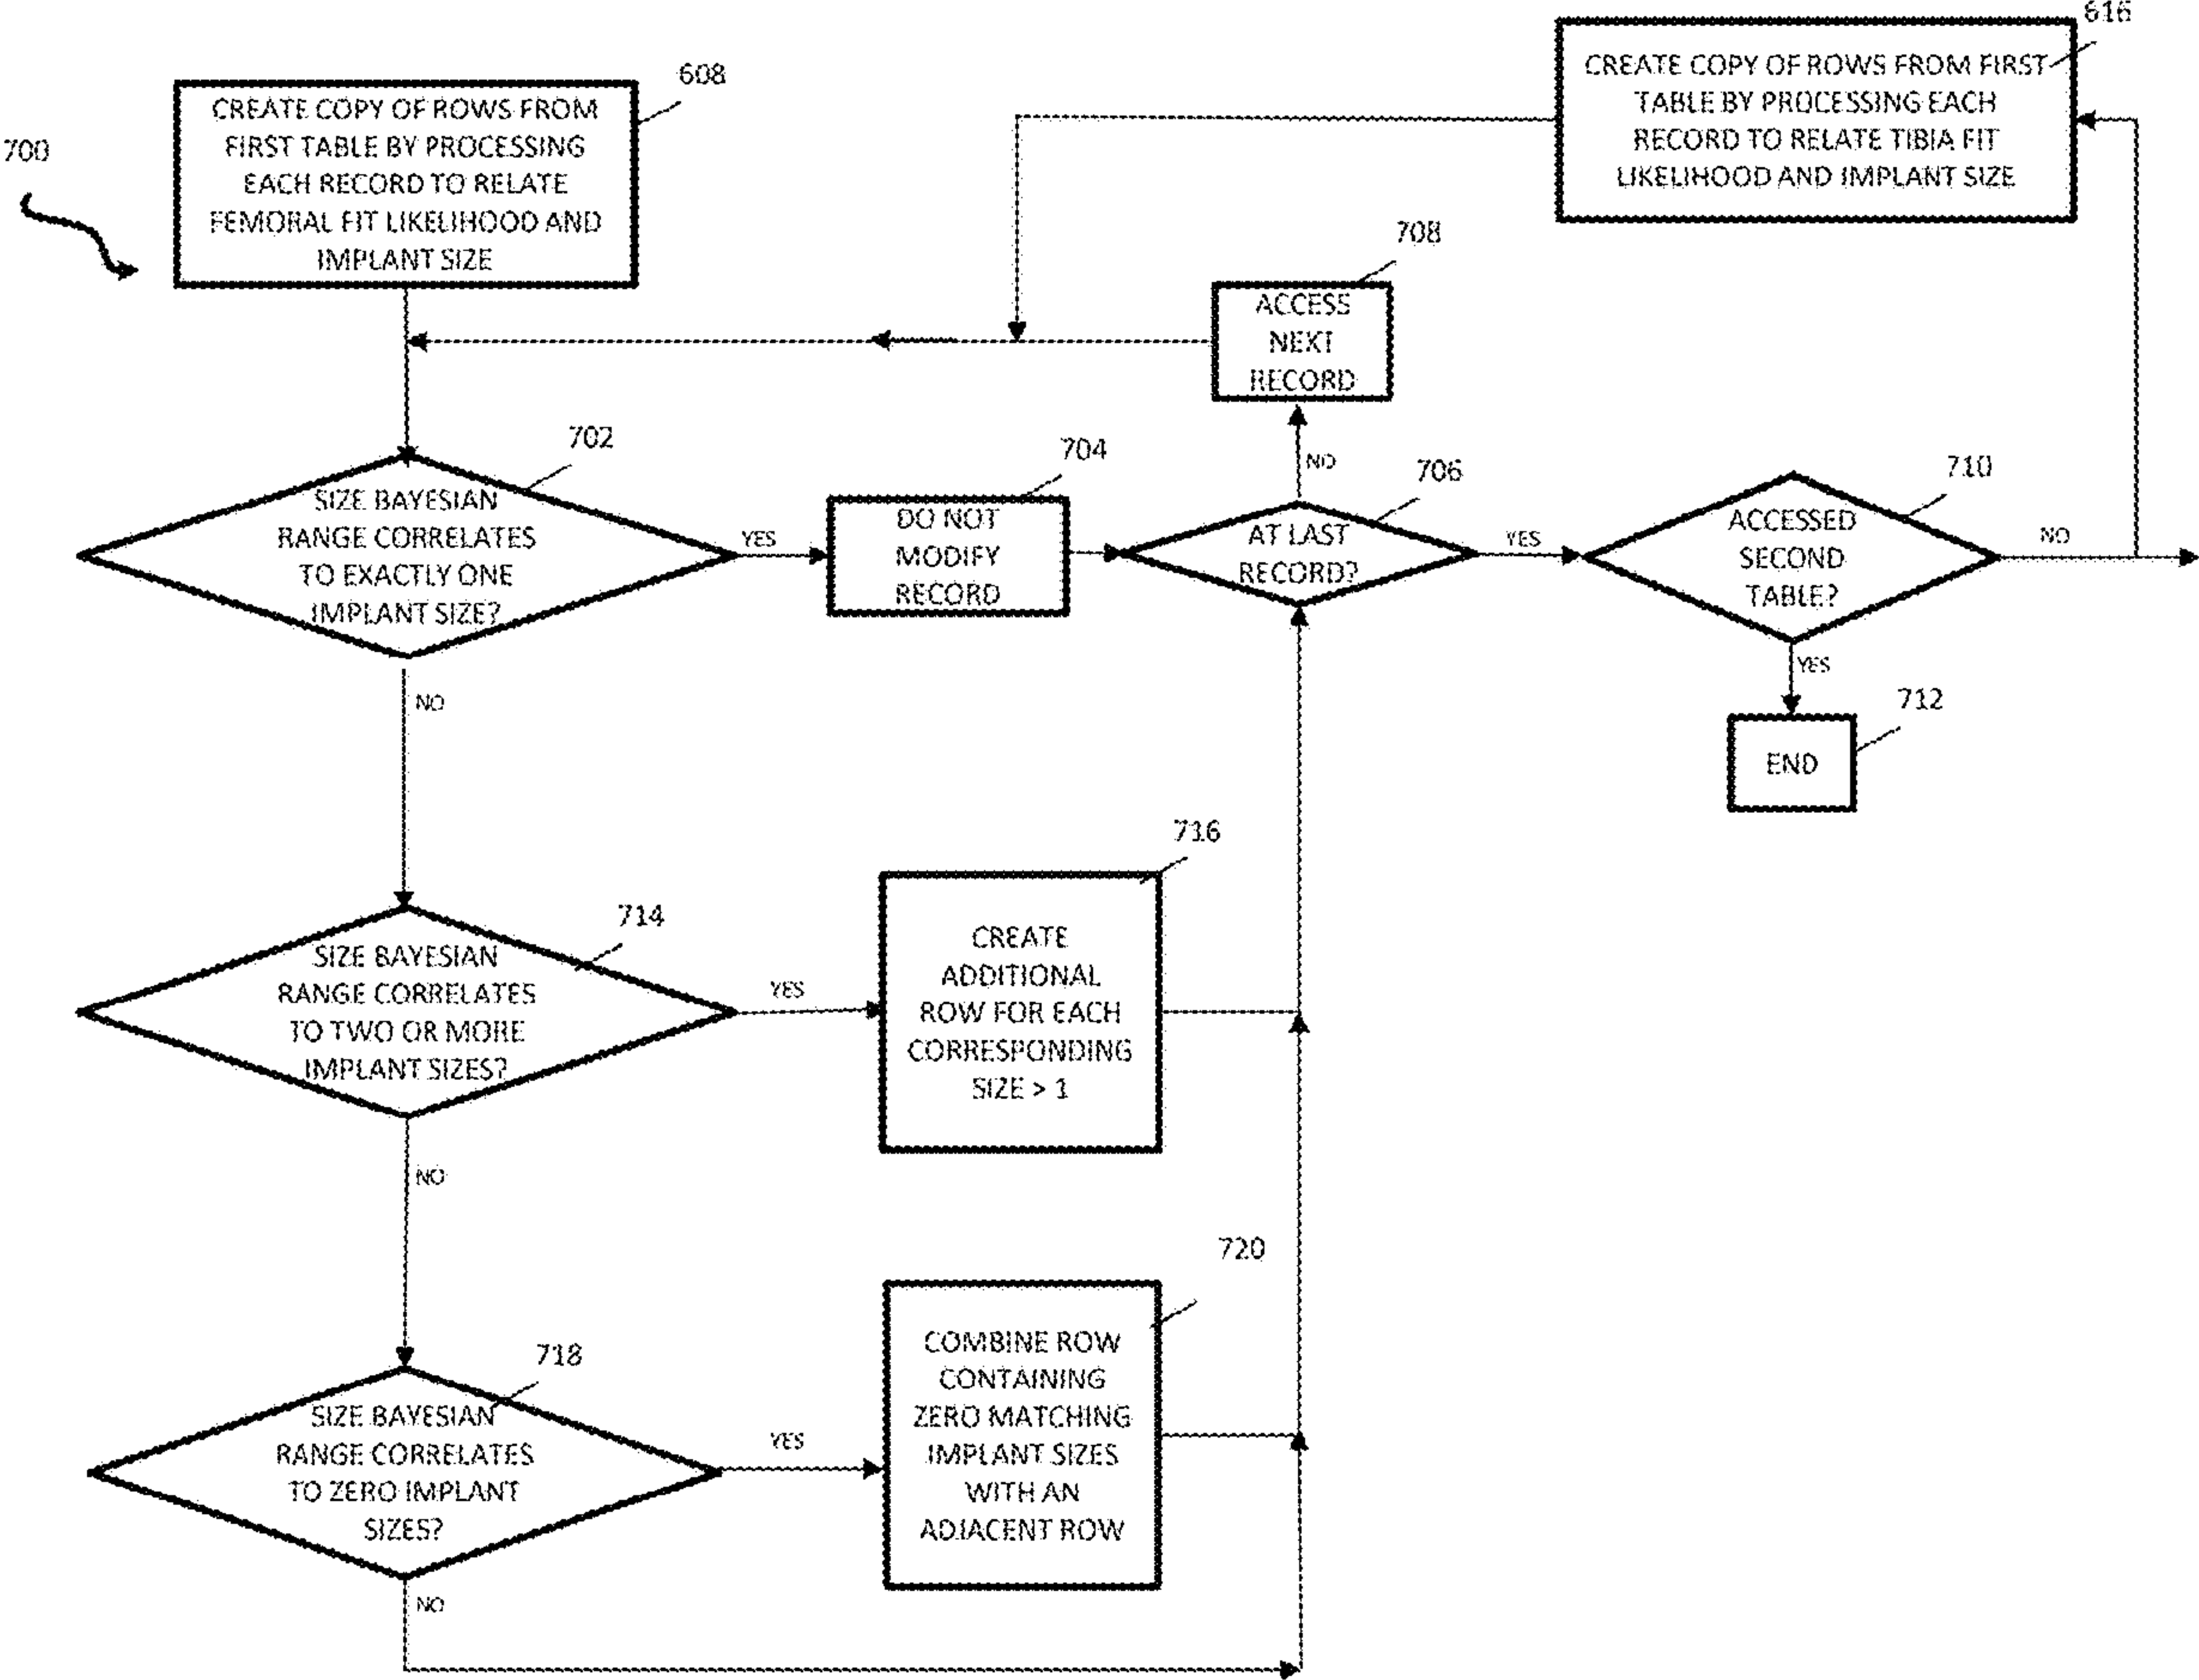 700
608
CREATE COPY OF ROWS FROM
FIRST TABLE BY PROCESSING
EACH RECORD TO RELATE
FEMORAL FIT LIKELIHOOD AND
IMPLANT SIZE
616
CREATE COPY OF ROWS FROM FIRST
TABLE BY PROCESSING EACH
RECORD TO RELATE TIBIA FIT
LIKELIHOOD AND IMPLANT SIZE
708
ACCESS
NEXT
RECORD
702
SIZE BAYESIAN
RANGE CORRELATES
TO EXACTLY ONE
IMPLANT SIZE?
YES
NO
704
DO NOT
MODIFY
RECORD
706
AT LAST
RECORD?
NO
YES
710
ACCESSED
SECOND
TABLE?
NO
YES
712
END
714
SIZE BAYESIAN
RANGE CORRELATES
TO TWO OR MORE
IMPLANT SIZES?
YES
NO
716
CREATE
ADDITIONAL
ROW FOR EACH
CORRESPONDING
SIZE > 1
718
SIZE BAYESIAN
RANGE CORRELATES
TO ZERO IMPLANT
SIZES?
YES
NO
720
COMBINE ROW
CONTAINING
ZERO MATCHING
IMPLANT SIZES
WITH AN
ADJACENT ROW